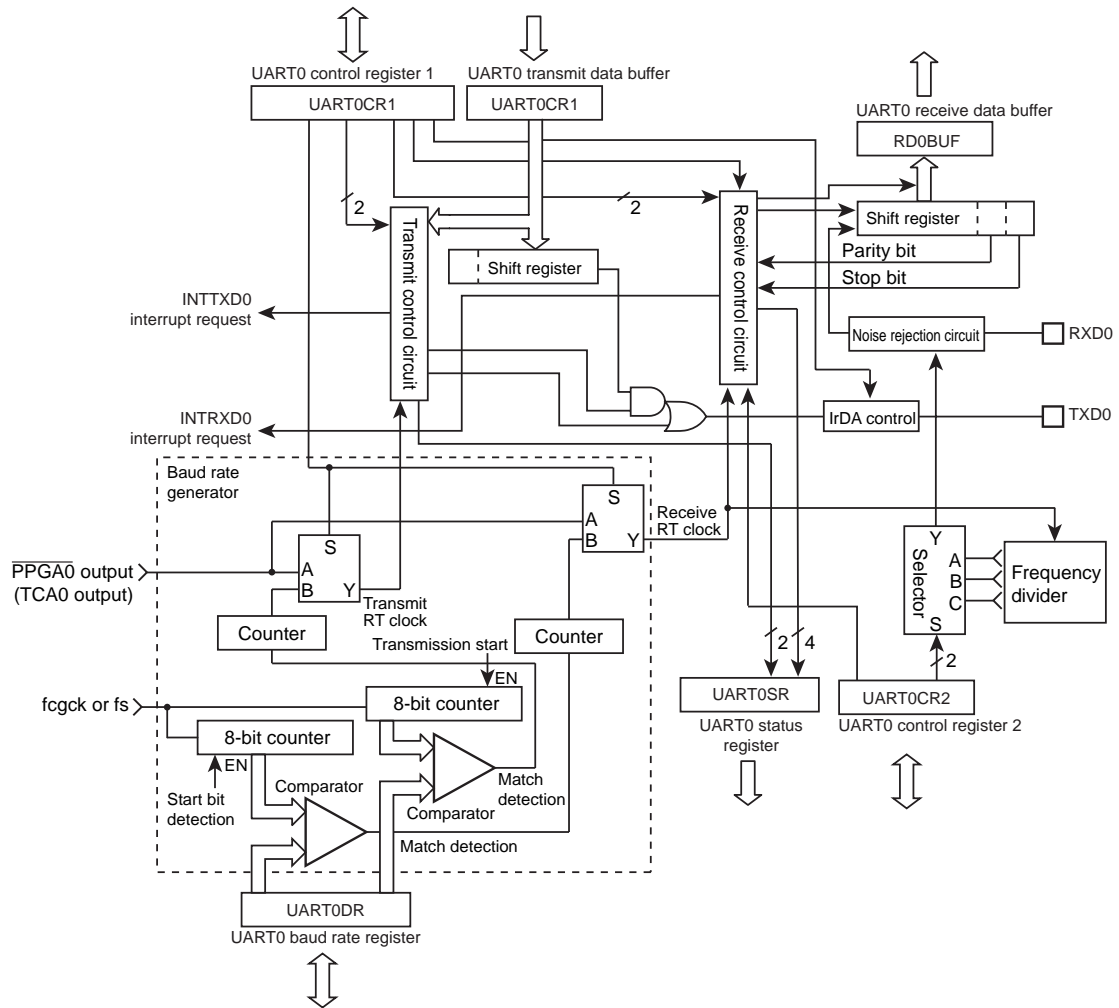 UART0 control register 1
UART0CR1
UART0 transmit data buffer
UART0CR1
UART0 receive data buffer
RD0BUF
2
2
Transmit control circuit
Shift register
Receive control circuit
Shift register
Parity bit
Stop bit
INTTXD0
interrupt request
Noise rejection circuit
RXD0
INTRXD0
interrupt request
IrDA control
TXD0
Baud rate
generator
S
A
B
Y
Receive
RT clock
S
A
B
Y
Transmit
RT clock
PPGA0 output
(TCA0 output)
Counter
Counter
Selector
Y
A
B
C
S
Frequency
divider
2
4
2
Transmission start
EN
fcgck or fs
8-bit counter
8-bit counter
EN
Start bit
detection
Comparator
Comparator
Match
detection
Match detection
UART0SR
UART0 status
register
UART0CR2
UART0 control register 2
UART0DR
UART0 baud rate register